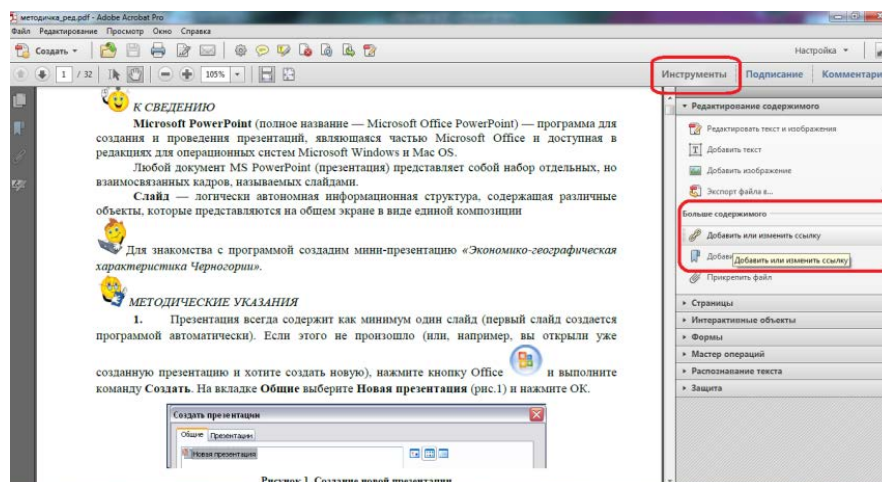 методичка_ред.pdf - Adobe Acrobat Pro
Файл Редактирование Просмотр Окно Справка
Создать
Настройка
1 / 32 105% Инструменты Подписание Комментари
К СВЕДЕНИЮ
Microsoft PowerPoint (полное название — Microsoft Office PowerPoint) — программа для
создания и проведения презентаций, являющаяся частью Microsoft Office и доступная в
редакциях для операционных систем Microsoft Windows и Mac OS.
Любой документ MS PowerPoint (презентация) представляет собой набор отдельных, но
взаимосвязанных кадров, называемых слайдами.
Слайд — логически автономная информационная структура, содержащая различные
объекты, которые представляются на общем экране в виде единой композиции
Для знакомства с программой создадим мини-презентацию «Экономико-географическая
характеристика Черногории».
МЕТОДИЧЕСКИЕ УКАЗАНИЯ
1. Презентация всегда содержит как минимум один слайд (первый слайд создается
программой автоматически). Если этого не произошло (или, например, вы открыли уже
созданную презентацию и хотите создать новую), нажмите кнопку Office и выполните
команду Создать. На вкладке Общие выберите Новая презентация (рис.1) и нажмите ОК.
Создать презентацию
Общие Презентации
Новая презентация
Рисунок 1. Создание новой презентации
Редактирование содержимого
Редактировать текст и изображения
Добавить текст
Добавить изображение
Экспорт файла в...
Больше содержимого
Добавить или изменить ссылку
Добави
Добавить или изменить ссылку
Прикрепить файл
Страницы
Интерактивные объекты
Формы
Мастер операций
Распознавание текста
Защита